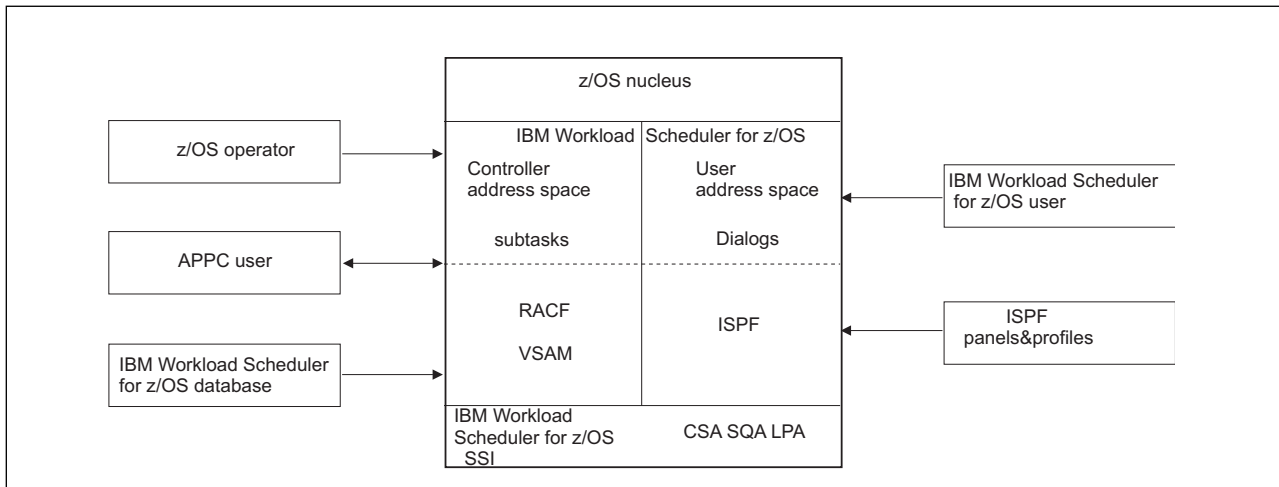 z/OS nucleus
IBM Workload Scheduler for z/OS
z/OS operator
Controller
address space
User
address space
IBM Workload Scheduler
for z/OS user
subtasks
Dialogs
APPC user
RACF
VSAM
ISPF
ISPF
panels&profiles
IBM Workload Scheduler
for z/OS database
IBM Workload
Scheduler for z/OS
SSI
CSA SQA LPA